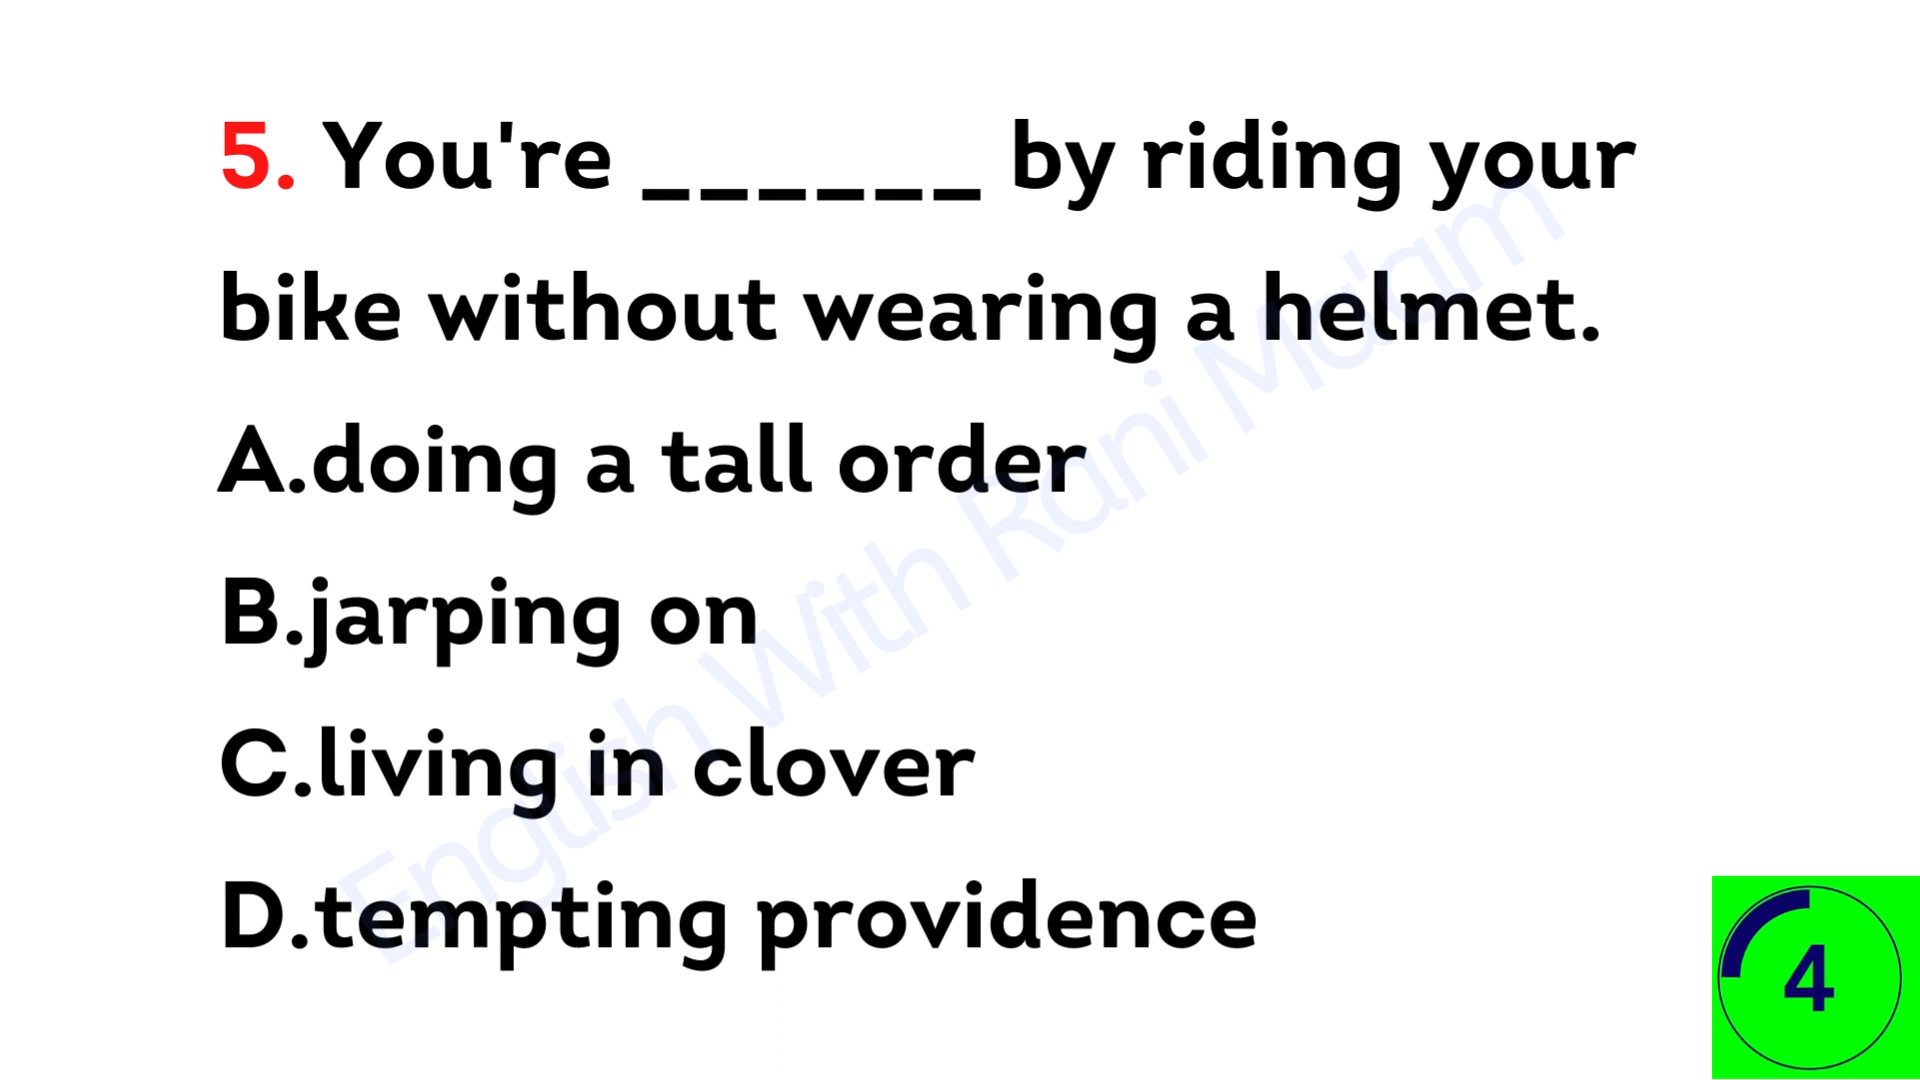 5. You're ______ by riding your
bike without wearing a helmet.
A.doing a tall order
B.jarping on
C.living in clover
D.tempting providence
English With Rani Ma'am
4